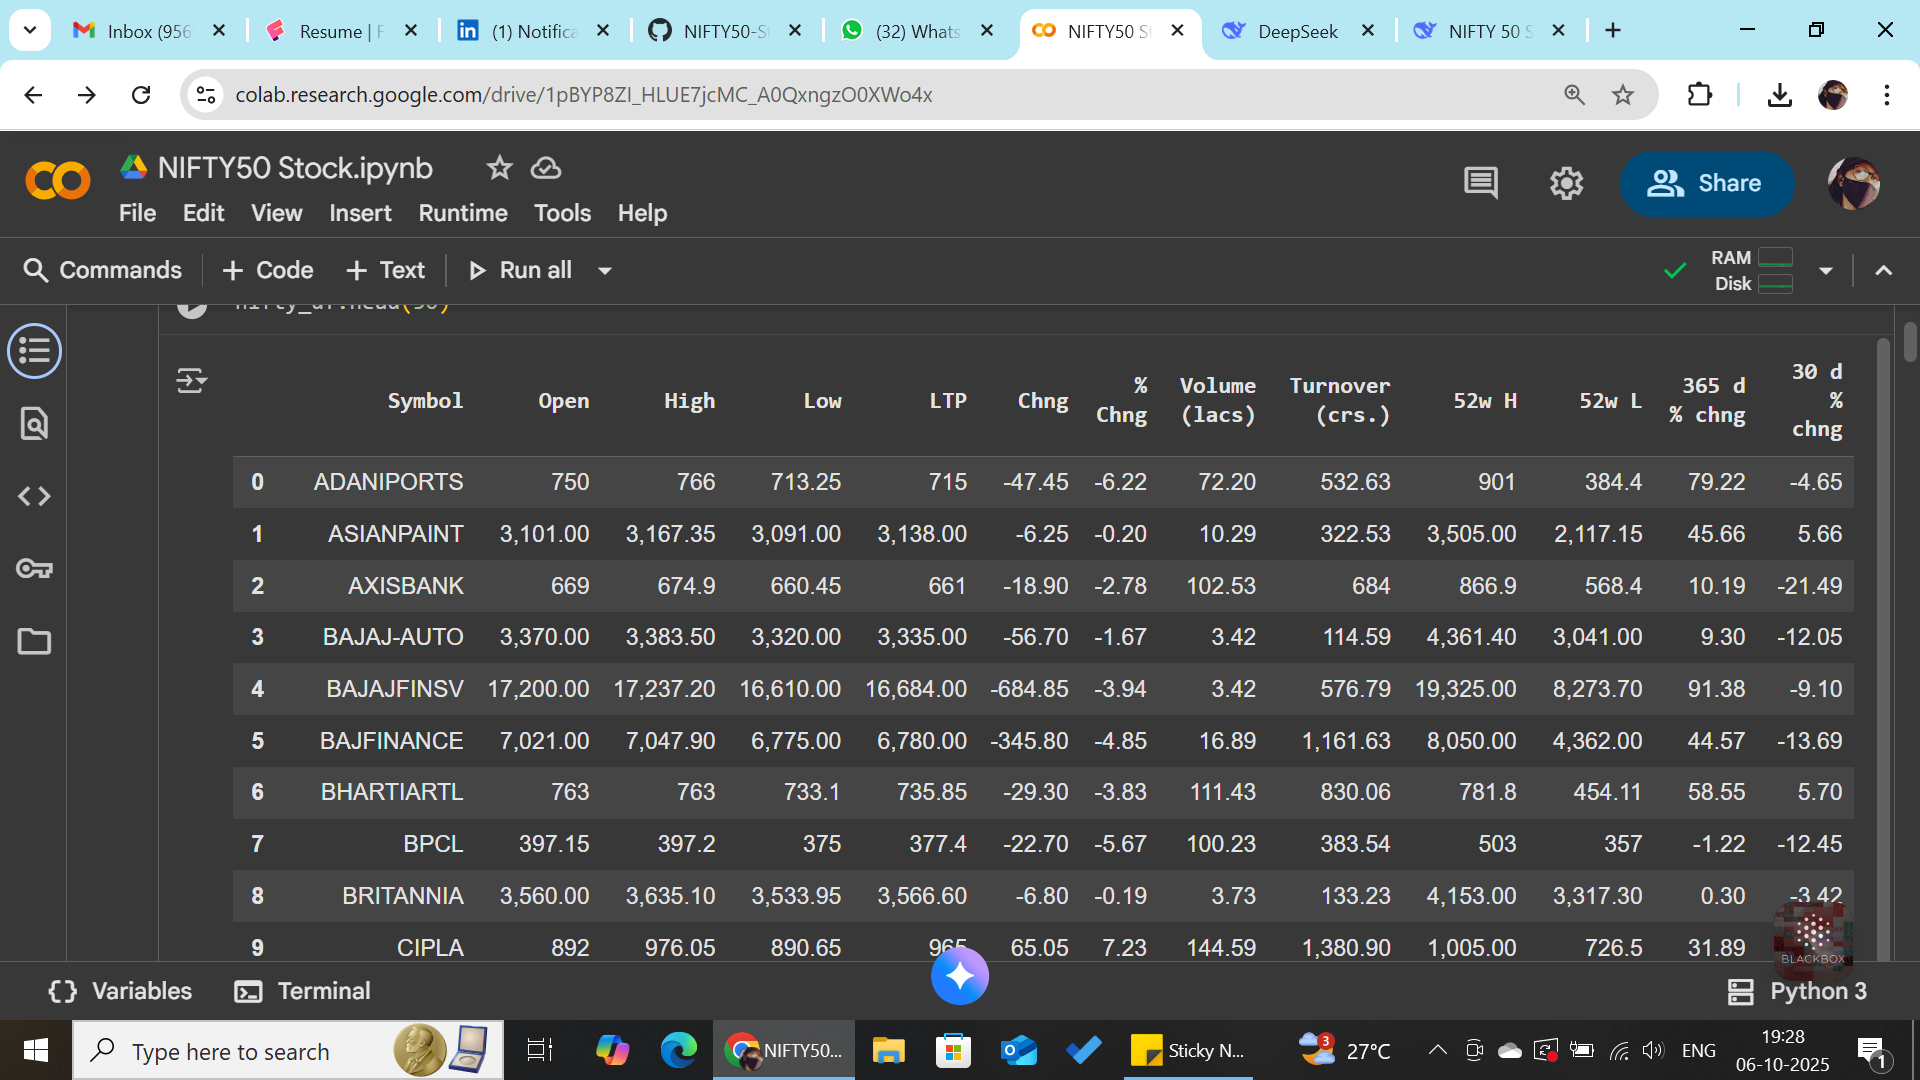 Inbox (956
Resume | F
(1) Notifica
NIFTY50-St
(32) Whats
NIFTY50 St
DeepSeek
NIFTY 50 S
colab.research.google.com/drive/1pBYP8ZI_HLUE7jcMC_A0QxngzO0XWo4x
NIFTY50 Stock.ipynb
File Edit View Insert Runtime Tools Help
Share
Commands + Code + Text Run all
RAM
Disk
Symbol Open High Low LTP Chng % Chng Volume (lacs) Turnover (crs.) 52w H 52w L 365 d % chng 30 d % chng
0 ADANIPORTS 750 766 713.25 715 -47.45 -6.22 72.20 532.63 901 384.4 79.22 -4.65
1 ASIANPAINT 3,101.00 3,167.35 3,091.00 3,138.00 -6.25 -0.20 10.29 322.53 3,505.00 2,117.15 45.66 5.66
2 AXISBANK 669 674.9 660.45 661 -18.90 -2.78 102.53 684 866.9 568.4 10.19 -21.49
3 BAJAJ-AUTO 3,370.00 3,383.50 3,320.00 3,335.00 -56.70 -1.67 3.42 114.59 4,361.40 3,041.00 9.30 -12.05
4 BAJAJFINSV 17,200.00 17,237.20 16,610.00 16,684.00 -684.85 -3.94 3.42 576.79 19,325.00 8,273.70 91.38 -9.10
5 BAJFINANCE 7,021.00 7,047.90 6,775.00 6,780.00 -345.80 -4.85 16.89 1,161.63 8,050.00 4,362.00 44.57 -13.69
6 BHARTIARTL 763 763 733.1 735.85 -29.30 -3.83 111.43 830.06 781.8 454.11 58.55 5.70
7 BPCL 397.15 397.2 375 377.4 -22.70 -5.67 100.23 383.54 503 357 -1.22 -12.45
8 BRITANNIA 3,560.00 3,635.10 3,533.95 3,566.60 -6.80 -0.19 3.73 133.23 4,153.00 3,317.30 0.30 -3.42
9 CIPLA 892 976.05 890.65 965 65.05 7.23 144.59 1,380.90 1,005.00 726.5 31.89
BLACKBOX
Variables Terminal
Python 3
Type here to search
NIFTY50...
Sticky N...
3
27°C
ENG
19:28
06-10-2025
1